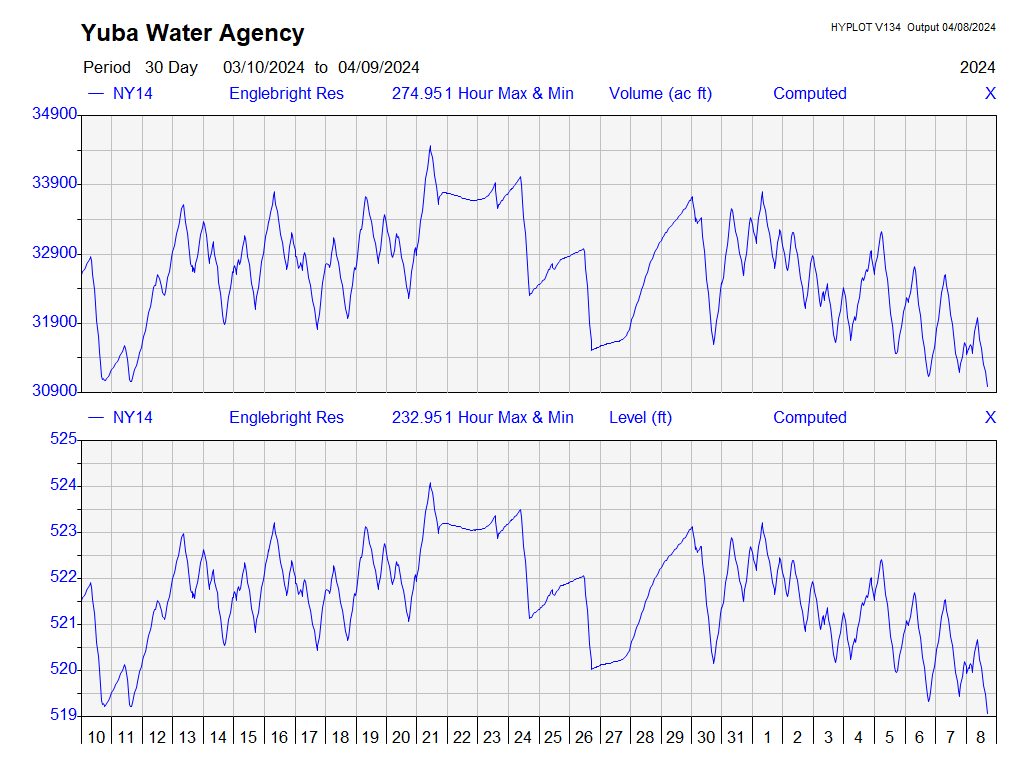 Yuba Water Agency
HYPLOT V134 Output 04/08/2024
Period 30 Day 03/10/2024 to 04/09/2024 2024
NY14 Englebright Res 274.951 Hour Max & Min Volume (ac ft) Computed X
34900
33900
32900
31900
30900
NY14 Englebright Res 232.951 Hour Max & Min Level (ft) Computed X
525
524
523
522
521
520
519
10 11 12 13 14 15 16 17 18 19 20 21 22 23 24 25 26 27 28 29 30 31 1 2 3 4 5 6 7 8